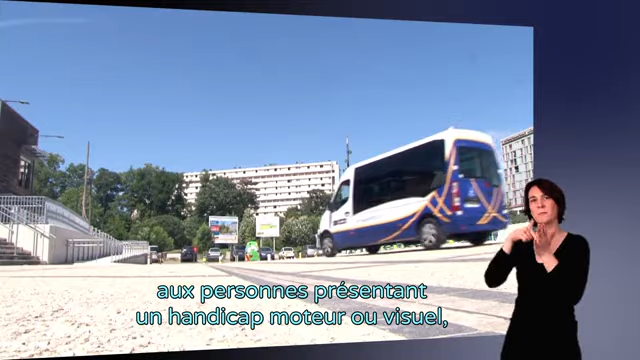 aux personnes présentant
un handicap moteur ou visuel,